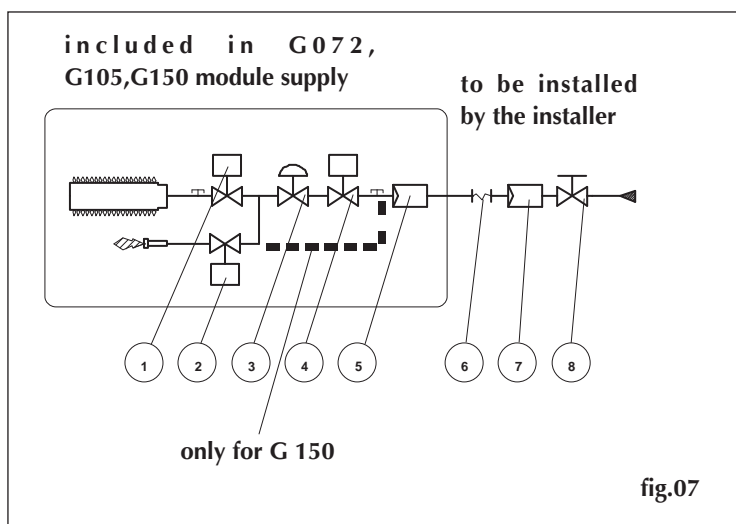 included in G072,
G105,G150 module supply
to be installed
by the installer
1 2 3 4 5 6 7 8
only for G 150
fig.07